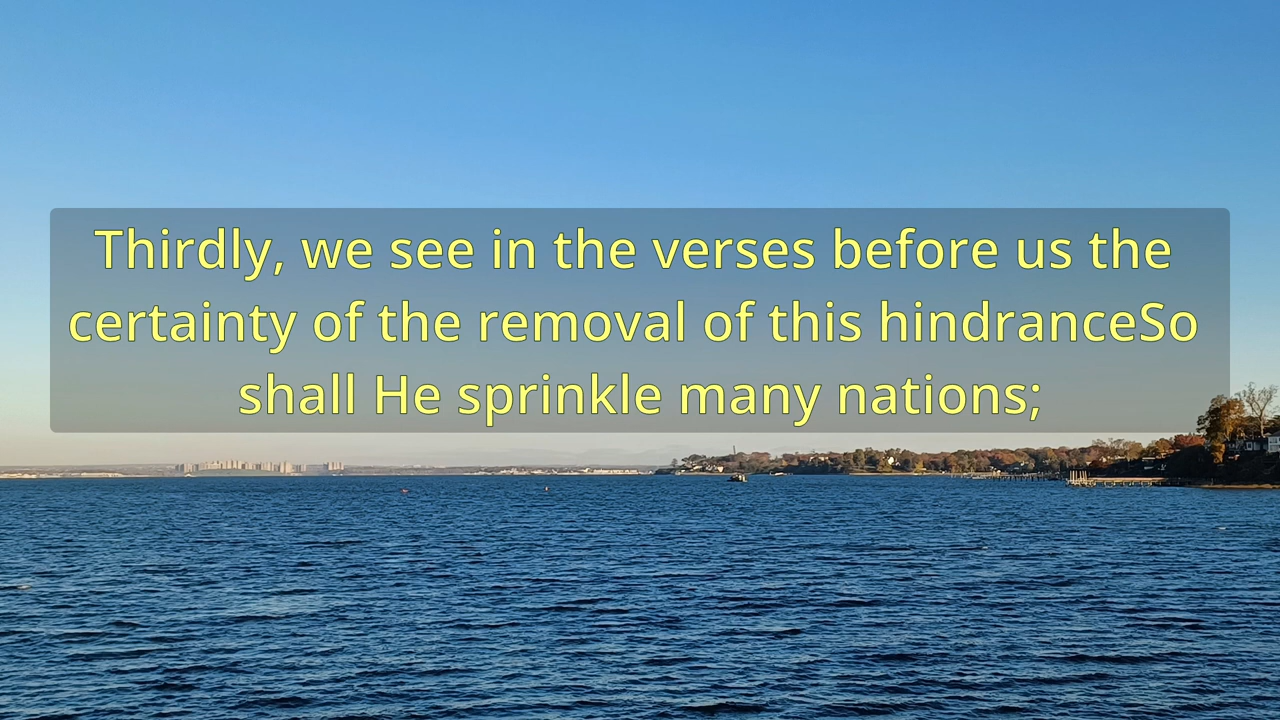 Thirdly, we see in the verses before us the
certainty of the removal of this hindranceSo
shall He sprinkle many nations;